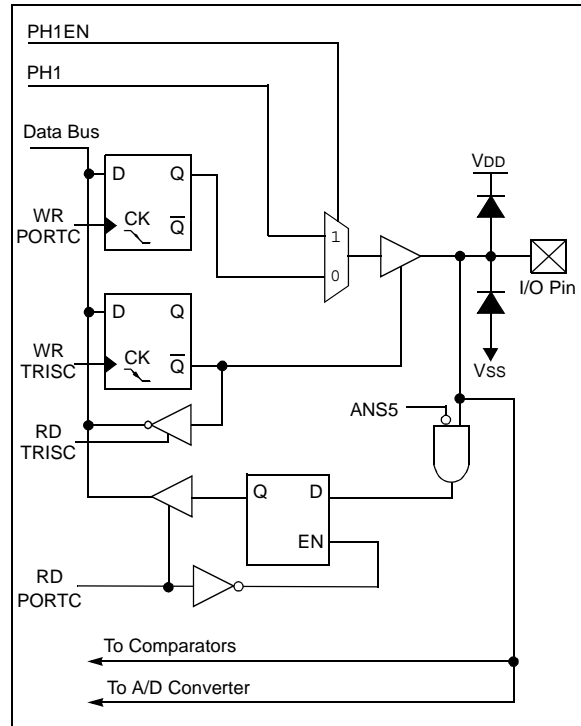 PH1EN
PH1
Data Bus
VDD
D
Q
WR
PORTC
CK
Q
1
0
I/O Pin
D
Q
WR
TRISC
CK
Q
VSS
ANS5
RD
TRISC
Q
D
EN
RD
PORTC
To Comparators
To A/D Converter